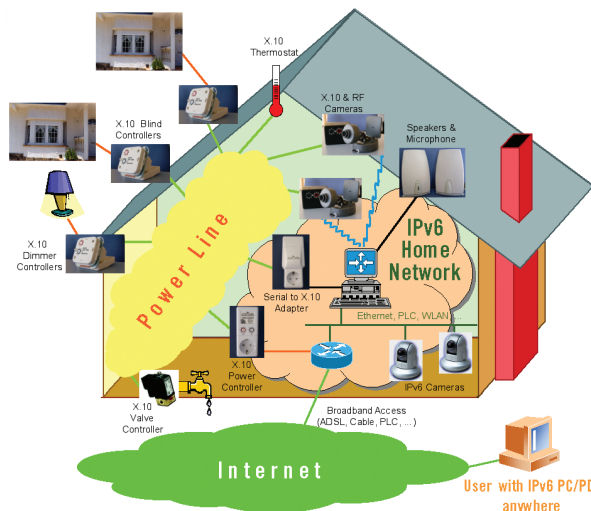 X.10
Thermostat
X.10 & RF
Cameras
Speakers &
Microphone
X.10 Blind
Controllers
Power Line
IPv6
Home
Network
X.10
Dimmer
Controllers
Serial to X.10
Adapter
Ethernet, PLC, WLAN ...
X.10
Power
Controller
IPv6 Cameras
X.10
Valve
Controller
Broadband Access
(ADSL, Cable, PLC, ... )
Internet
User with IPv6 PC/PD
anywhere